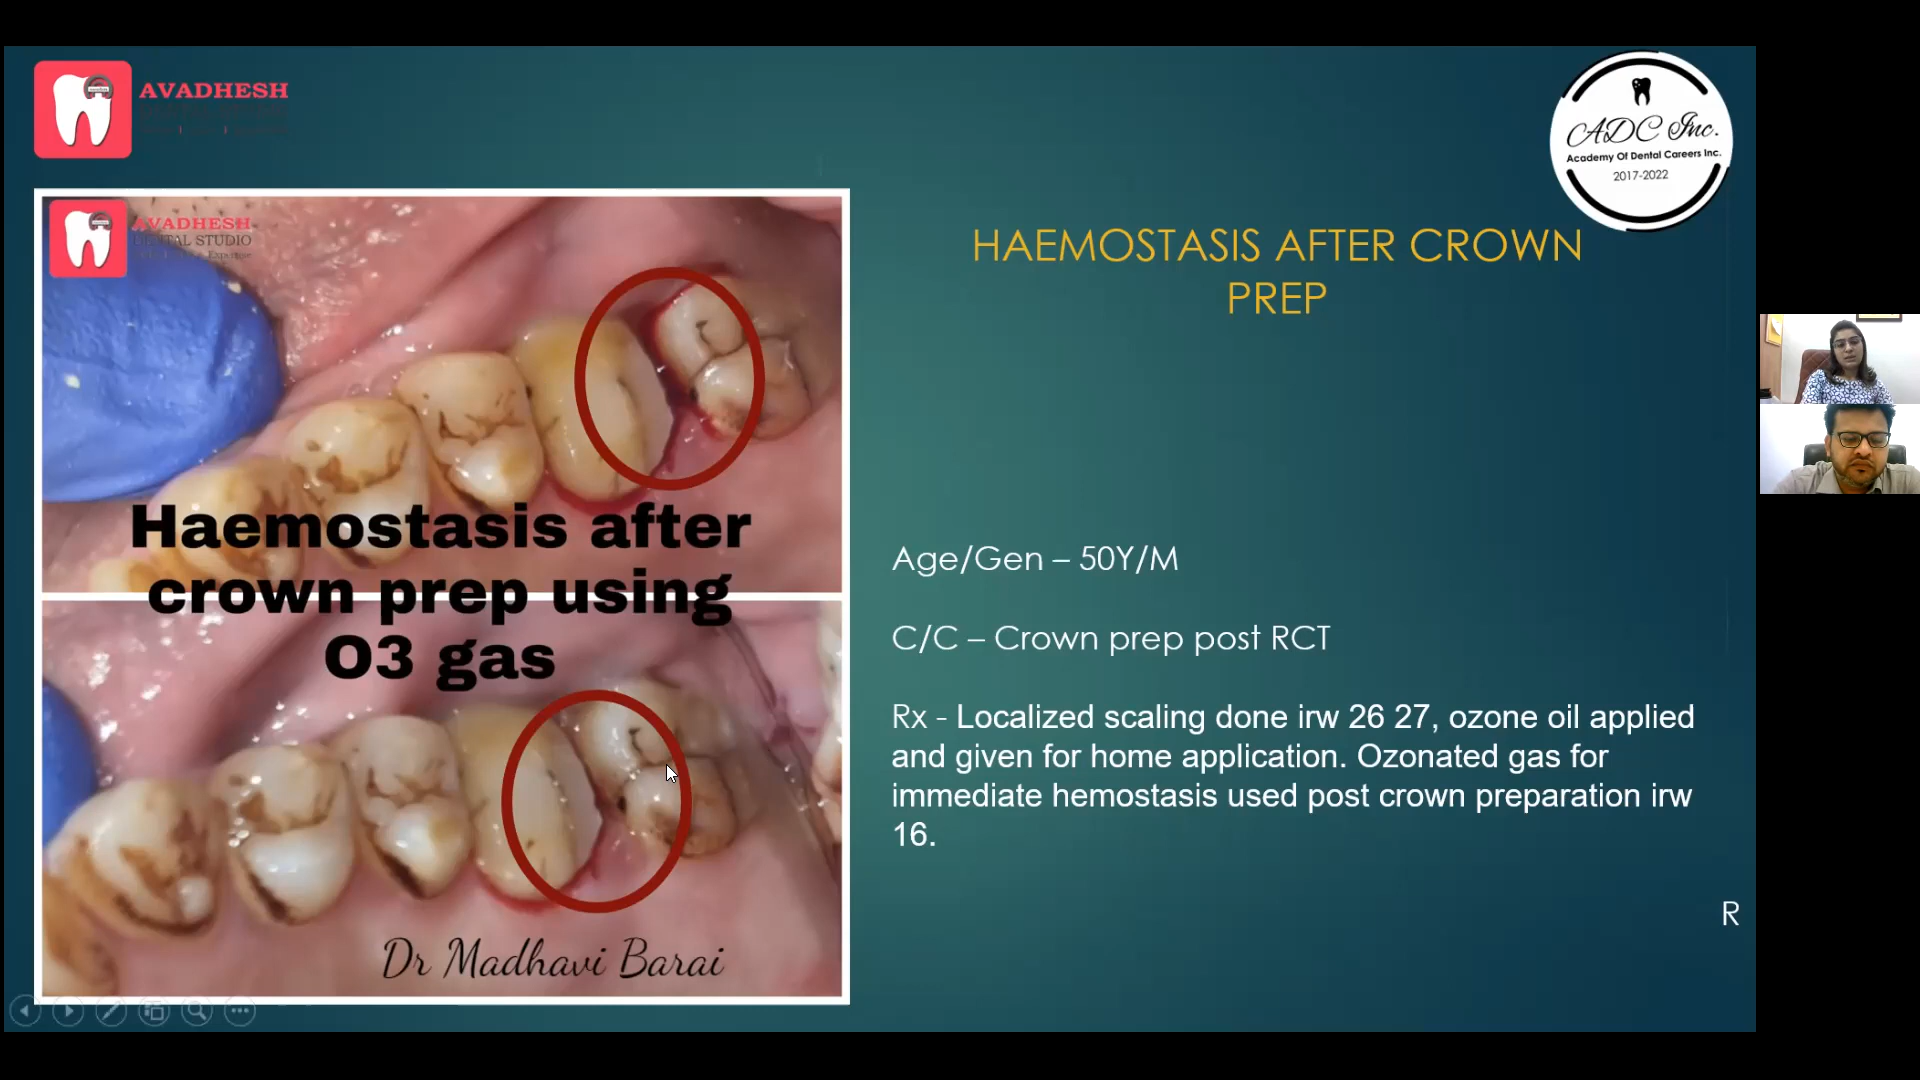 AVADHESH
ADC Inc.
Academy Of Dental Careers Inc.
2017-2022
AVADHESH
DENTAL STUDIO
HAEMOSTASIS AFTER CROWN
PREP
Haemostasis after
crown prep using
O3 gas
Dr Madhavi Barai
Age/Gen – 50Y/M
C/C – Crown prep post RCT
Rx - Localized scaling done irw 26 27, ozone oil applied
and given for home application. Ozonated gas for
immediate hemostasis used post crown preparation irw
16.
R